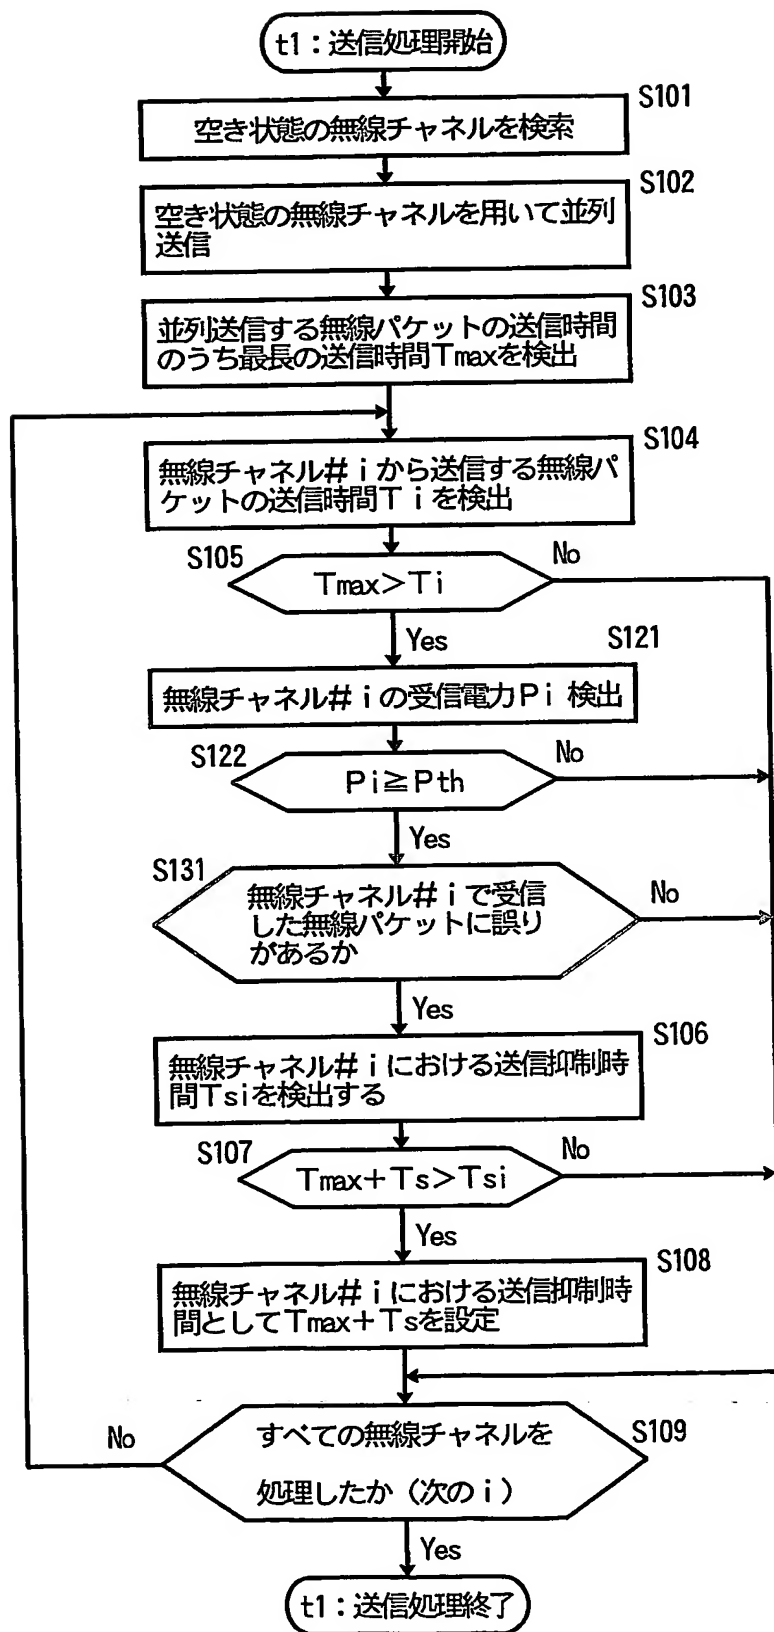 t1：送信処理開始
S101
空き状態の無線チャネルを検索
S102
空き状態の無線チャネルを用いて並列
送信
S103
並列送信する無線パケットの送信時間
のうち最長の送信時間Tmaxを検出
S104
無線チャネル＃iから送信する無線パ
ケットの送信時間Tiを検出
S105
No
Tmax＞Ti
Yes
S121
無線チャネル＃iの受信電力Pi 検出
S122
No
Pi≧Pth
Yes
S131
無線チャネル＃iで受信
No
した無線パケットに誤り
があるか
Yes
S106
無線チャネル＃iにおける送信抑制時
間Tsiを検出する
S107
No
Tmax＋Ts＞Tsi
Yes
S108
無線チャネル＃iにおける送信抑制時
間としてTmax＋Tsを設定
No
すべての無線チャネルを
S109
処理したか（次のi）
Yes
t1：送信処理終了